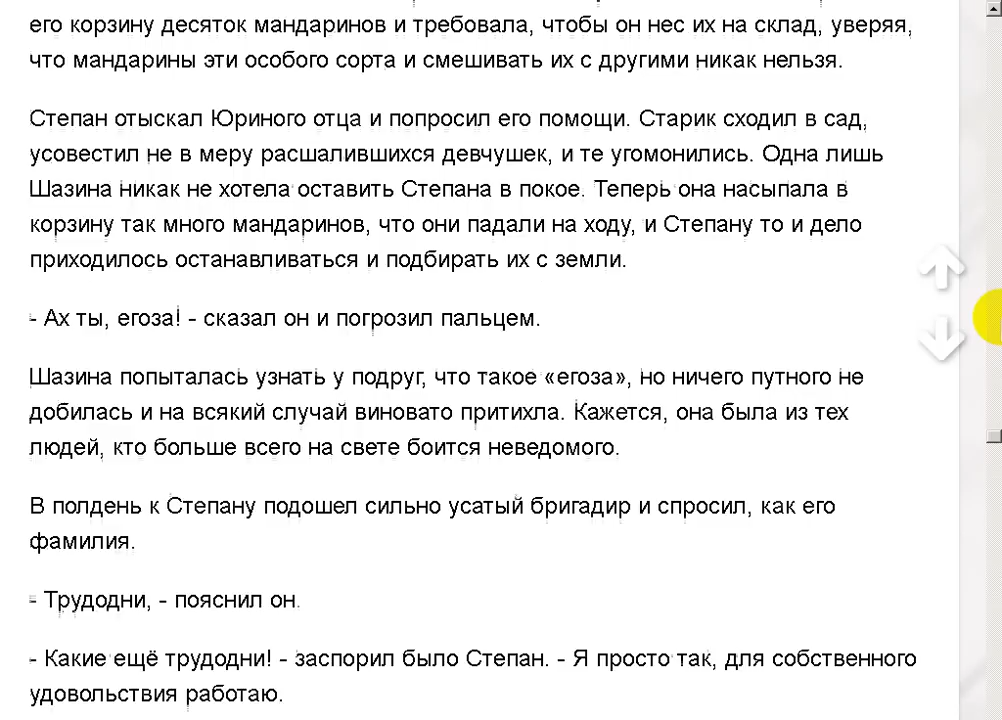 его корзину десяток мандаринов и требовала, чтобы он нес их на склад, уверяя,
что мандарины эти особого сорта и смешивать их с другими никак нельзя.
Степан отыскал Юриного отца и попросил его помощи. Старик сходил в сад,
усовестил не в меру расшалившихся девчушек, и те угомонились. Одна лишь
Шазина никак не хотела оставить Степана в покое. Теперь она насыпала в
корзину так много мандаринов, что они падали на ходу, и Степану то и дело
приходилось останавливаться и подбирать их с земли.
- Ах ты, егоза! - сказал он и погрозил пальцем.
Шазина попыталась узнать у подруг, что такое «егоза», но ничего путного не
добилась и на всякий случай виновато притихла. Кажется, она была из тех
людей, кто больше всего на свете боится неведомого.
В полдень к Степану подошел сильно усатый бригадир и спросил, как его
фамилия.
- Трудодни, - пояснил он.
- Какие ещё трудодни! - заспорил было Степан. - Я просто так, для собственного
удовольствия работаю.